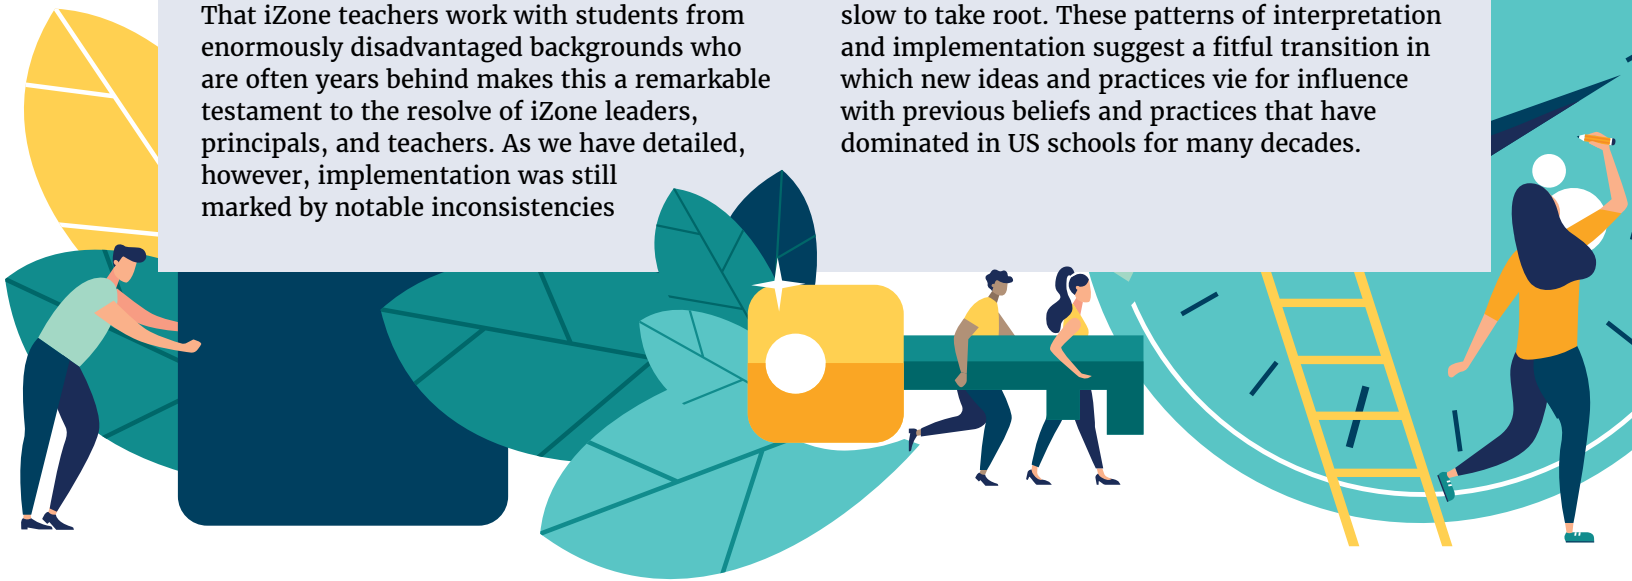 That iZone teachers work with students from
enormously disadvantaged backgrounds who
are often years behind makes this a remarkable
testament to the resolve of iZone leaders,
principals, and teachers. As we have detailed,
however, implementation was still
marked by notable inconsistencies
slow to take root. These patterns of interpretation
and implementation suggest a fitful transition in
which new ideas and practices vie for influence
with previous beliefs and practices that have
dominated in US schools for many decades.